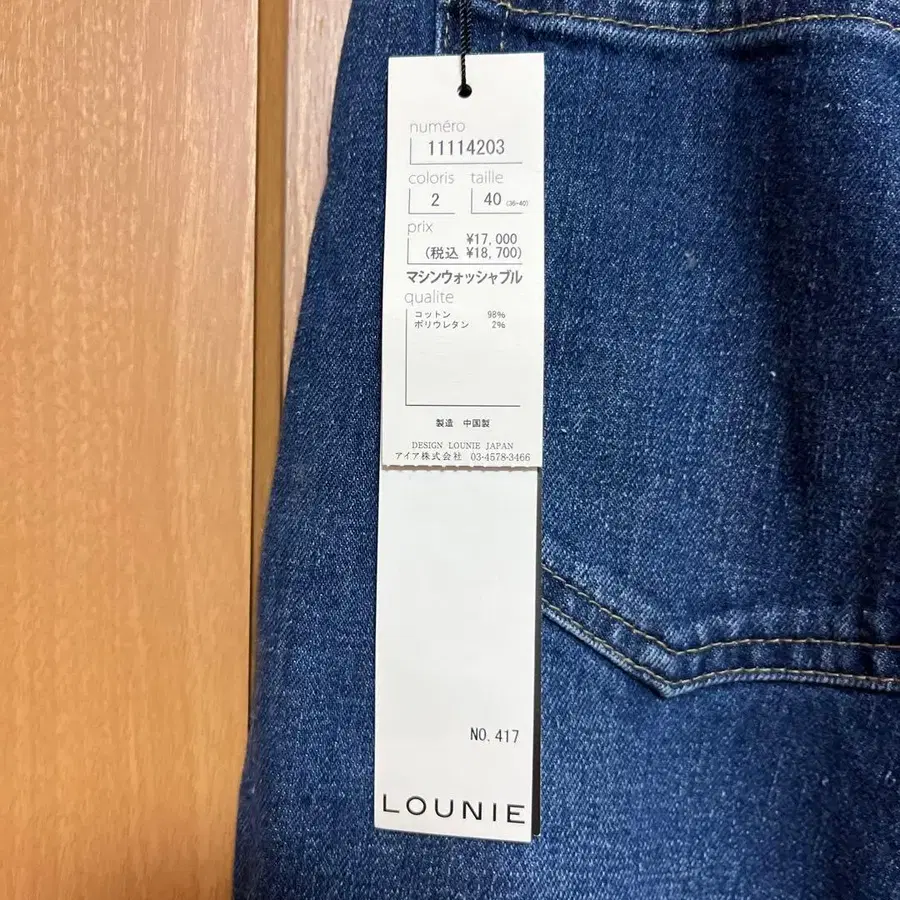 numéro
11114203
coloris taille
2 40 (36-40)
prix
¥17,000
(税込 ¥18,700)
マシンウォッシャブル
qualite
コットン 98%
ポリウレタン 2%
製造 中国製
DESIGN LOUNIE JAPAN
アイア株式会社 03-4578-3466
NO. 417
LOUNIE